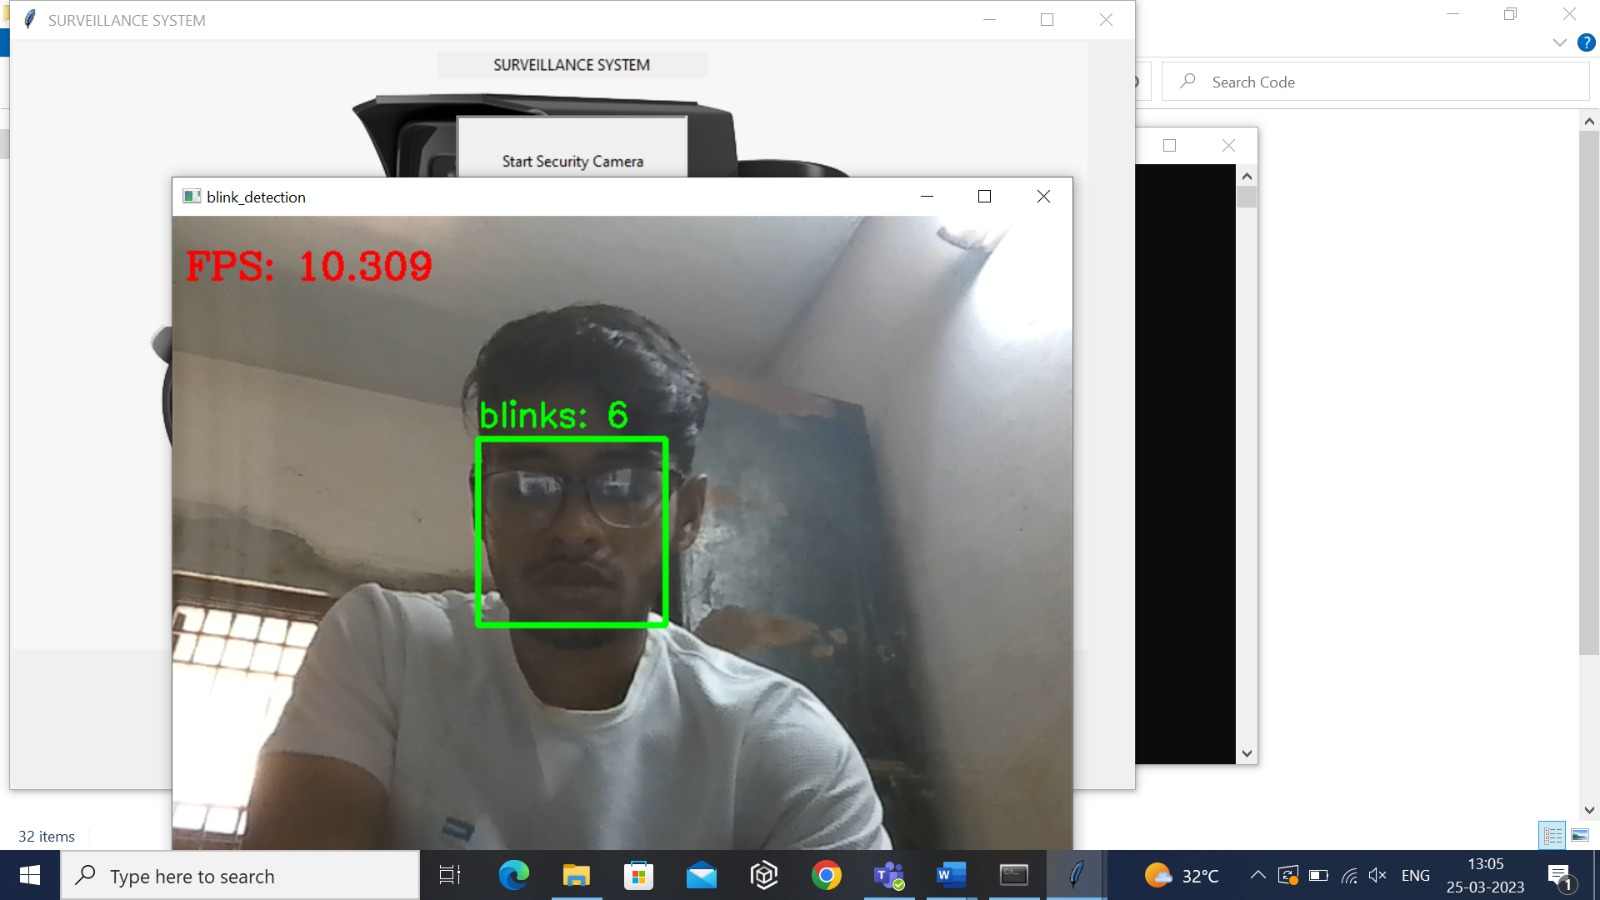 SURVEILLANCE SYSTEM
SURVEILLANCE SYSTEM
Start Security Camera
Search Code
blink_detection
FPS: 10.309
blinks: 6
32 items
Type here to search
32°C
ENG
13:05
25-03-2023
1